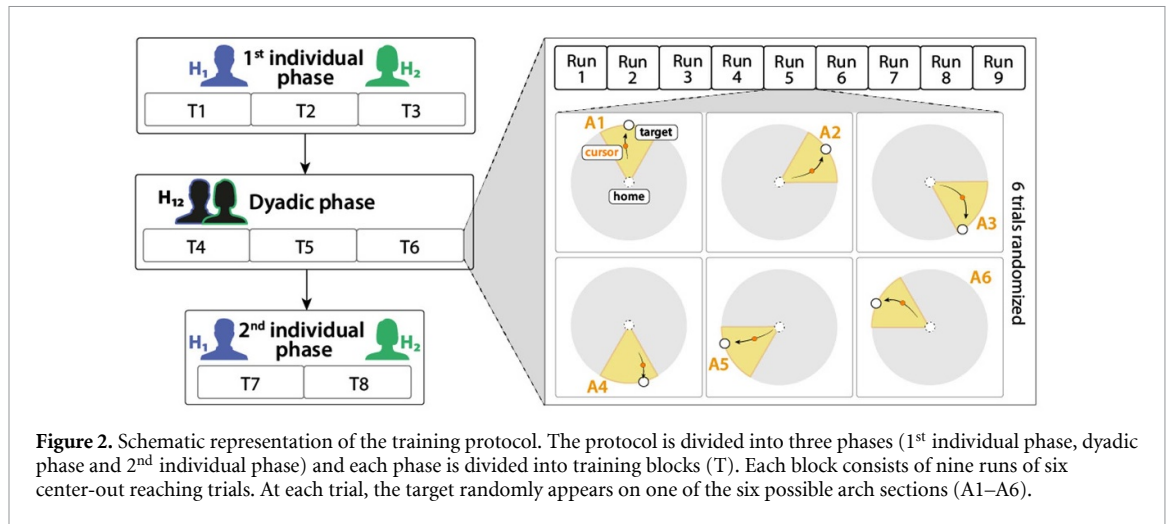 H1 1st individual phase H2
T1 T2 T3
H12 Dyadic phase
T4 T5 T6
H1 2nd individual phase H2
T7 T8
Run 1 Run 2 Run 3 Run 4 Run 5 Run 6 Run 7 Run 8 Run 9
A1 target
cursor
home
A2
A3
A4
A5
A6
6 trials randomized
Figure 2. Schematic representation of the training protocol. The protocol is divided into three phases (1st individual phase, dyadic
phase and 2nd individual phase) and each phase is divided into training blocks (T). Each block consists of nine runs of six
center-out reaching trials. At each trial, the target randomly appears on one of the six possible arch sections (A1–A6).